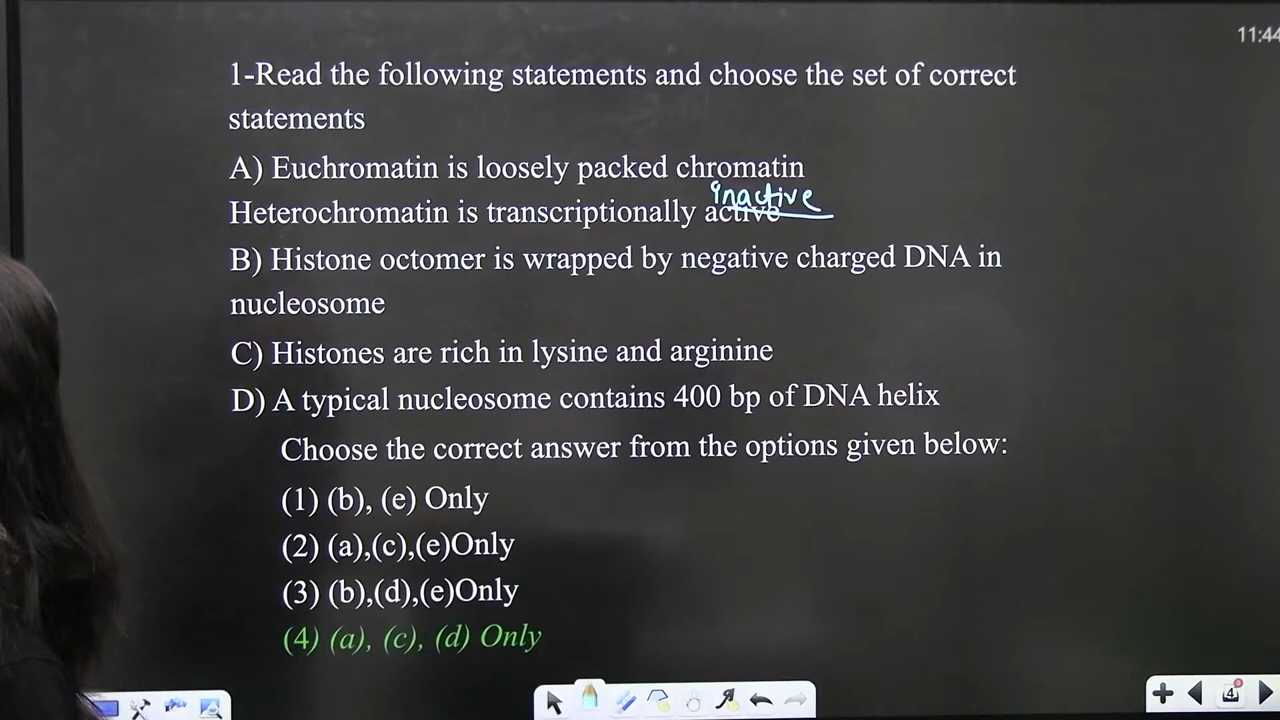 11:44
1-Read the following statements and choose the set of correct
statements
A) Euchromatin is loosely packed chromatin
inactive
Heterochromatin is transcriptionally active
B) Histone octomer is wrapped by negative charged DNA in
nucleosome
C) Histones are rich in lysine and arginine
D) A typical nucleosome contains 400 bp of DNA helix
Choose the correct answer from the options given below:
(1) (b), (e) Only
(2) (a),(c),(e)Only
(3) (b),(d),(e)Only
(4) (a), (c), (d) Only
4